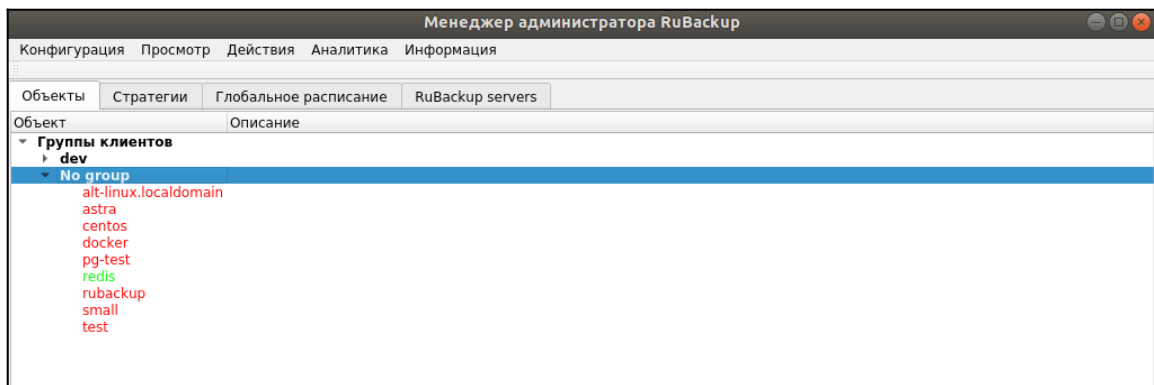 Менеджер администратора RuBackup
Конфигурация Просмотр Действия Аналитика Информация
Объекты Стратегии Глобальное расписание RuBackup servers
Объект Описание
Группы клиентов
dev
No group
alt-linux.localdomain
astra
centos
docker
pg-test
redis
rubackup
small
test